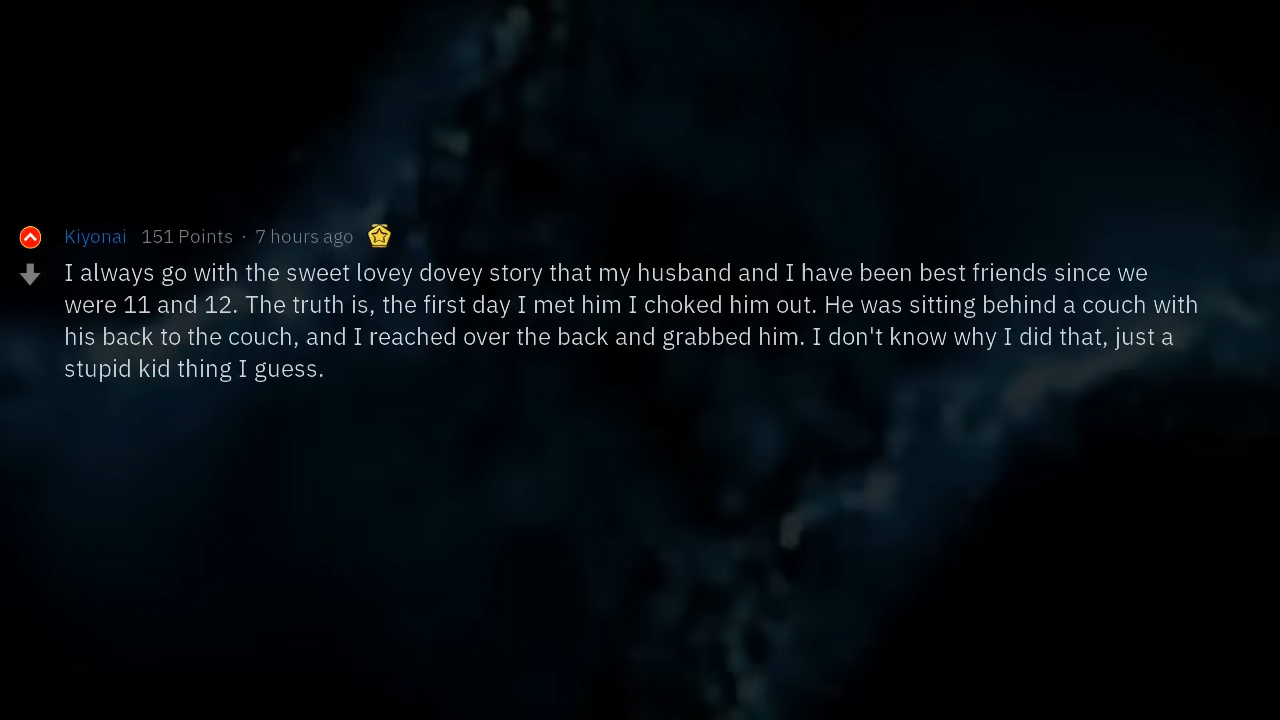 Kiyonai 151 Points · 7 hours ago
I always go with the sweet lovey dovey story that my husband and I have been best friends since we
were 11 and 12. The truth is, the first day I met him I choked him out. He was sitting behind a couch with
his back to the couch, and I reached over the back and grabbed him. I don't know why I did that, just a
stupid kid thing I guess.